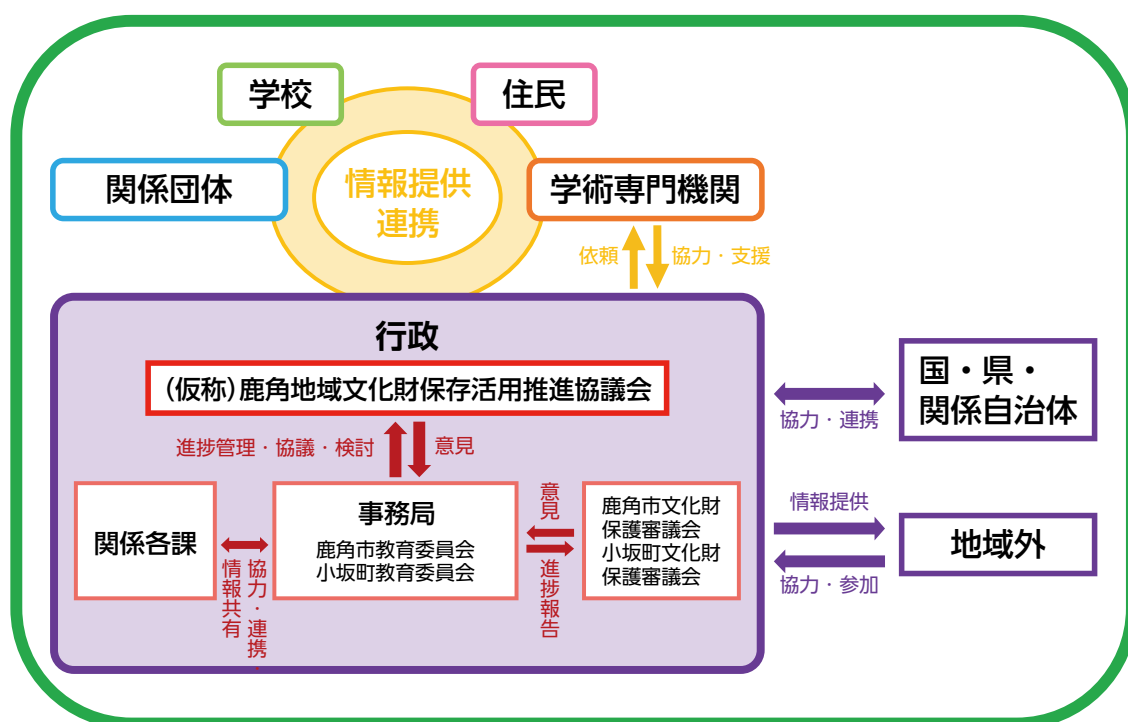 学校
住民
関係団体
情報提供
連携
学術専門機関
依頼
協力・支援
行政
(仮称)鹿角地域文化財保存活用推進協議会
国・県・
関係自治体
協力・連携
進捗管理・協議・検討
意見
関係各課
協力・連携・
情報共有
事務局
鹿角市教育委員会
小坂町教育委員会
意見
進捗報告
鹿角市文化財
保護審議会
小坂町文化財
保護審議会
情報提供
地域外
協力・参加